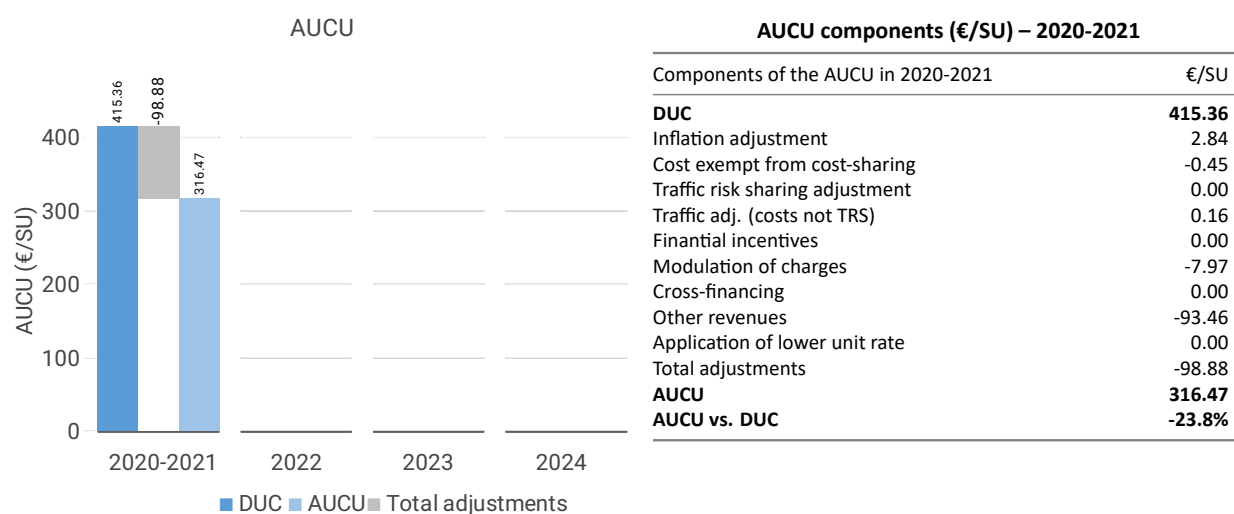 AUCU
415.36
-98.88
316.47
AUCU (€/SU)
400
300
200
100
0
2020-2021 2022 2023 2024
DUC AUCU Total adjustments
AUCU components (€/SU) – 2020-2021
Components of the AUCU in 2020-2021 €/SU
DUC 415.36
Inflation adjustment 2.84
Cost exempt from cost-sharing -0.45
Traffic risk sharing adjustment 0.00
Traffic adj. (costs not TRS) 0.16
Finantial incentives 0.00
Modulation of charges -7.97
Cross-financing 0.00
Other revenues -93.46
Application of lower unit rate 0.00
Total adjustments -98.88
AUCU 316.47
AUCU vs. DUC -23.8%